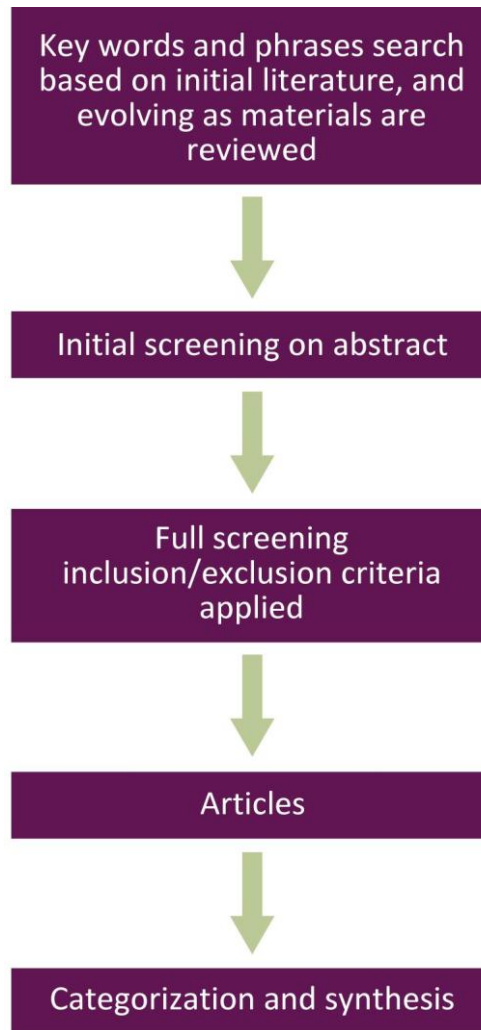 Key words and phrases search
based on initial literature, and
evolving as materials are
reviewed
Initial screening on abstract
Full screening
inclusion/exclusion criteria
applied
Articles
Categorization and synthesis